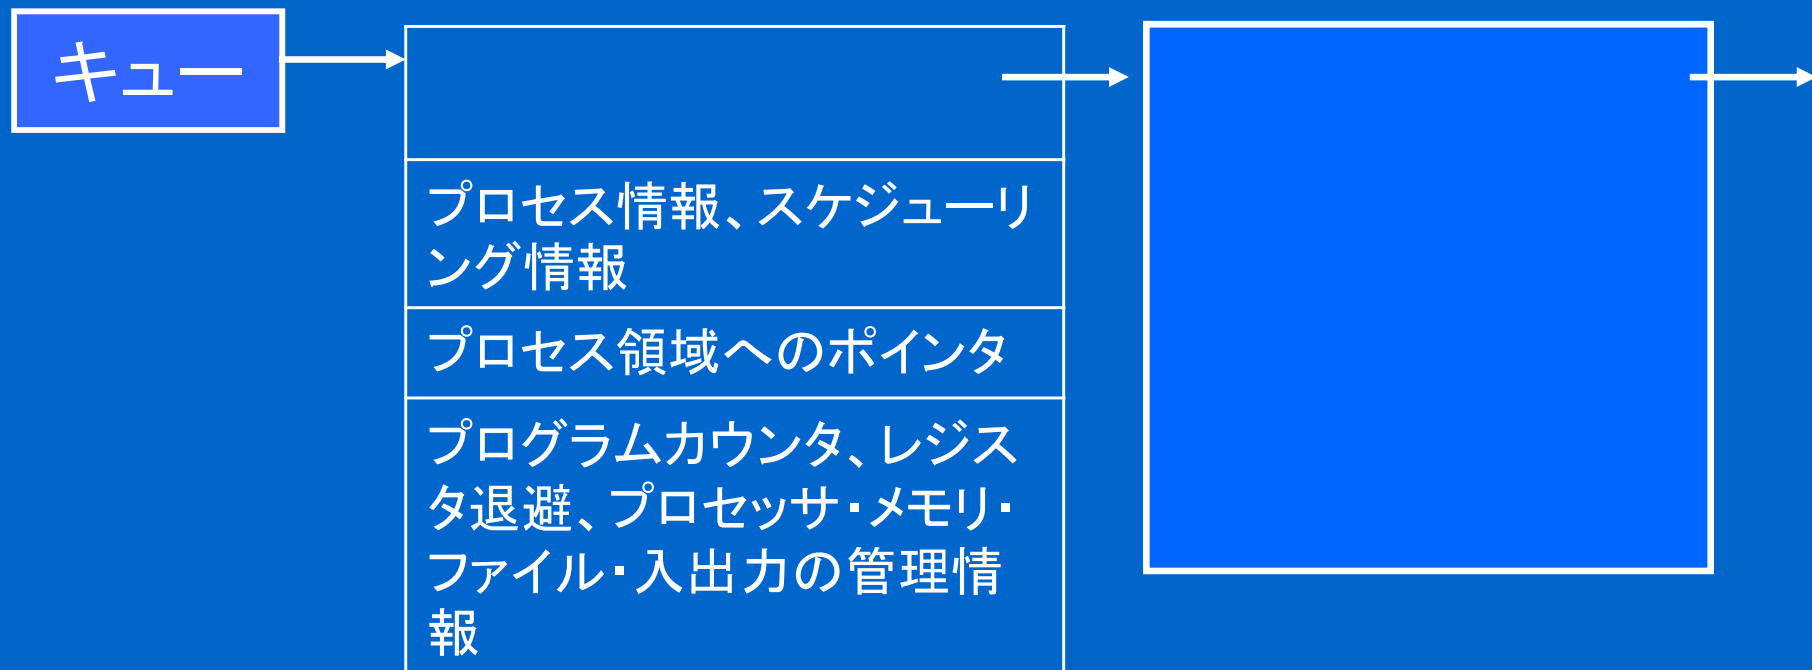 キュー
プロセス情報、スケジューリ
ング情報
プロセス領域へのポインタ
プログラムカウンタ、レジス
タ退避、プロセッサ・メモリ・
ファイル・入出力の管理情
報